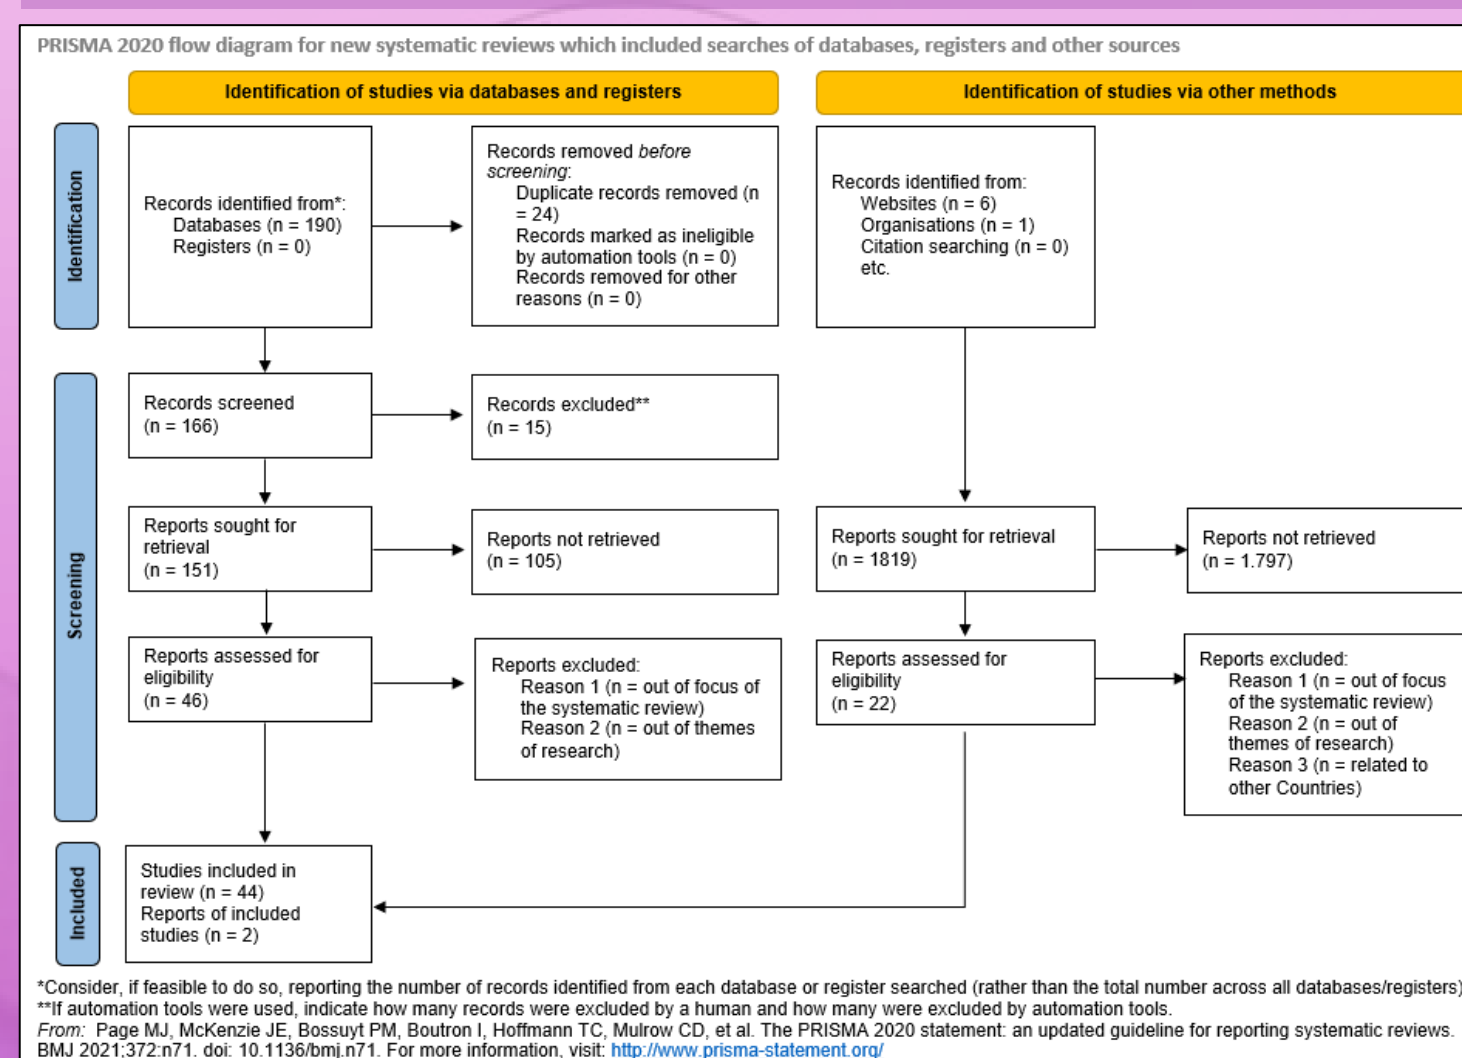 PRISMA 2020 flow diagram for new systematic reviews which included searches of databases, registers and other sources
Identification of studies via databases and registers
Identification of studies via other methods
Identification
Records identified from*:
Databases (n = 190)
Registers (n = 0)
Records removed before
screening:
Duplicate records removed (n
= 24)
Records marked as ineligible
by automation tools (n = 0)
Records removed for other
reasons (n = 0)
Records identified from:
Websites (n = 6)
Organisations (n = 1)
Citation searching (n = 0)
etc.
Screening
Records screened
(n = 166)
Records excluded**
(n = 15)
Reports sought for
retrieval
(n = 151)
Reports not retrieved
(n = 105)
Reports sought for retrieval
(n = 1819)
Reports not retrieved
(n = 1.797)
Reports assessed for
eligibility
(n = 46)
Reports excluded:
Reason 1 (n = out of focus of
the systematic review)
Reason 2 (n = out of themes
of research)
Reports assessed for
eligibility
(n = 22)
Reports excluded:
Reason 1 (n = out of focus
of the systematic review)
Reason 2 (n = out of
themes of research)
Reason 3 (n = related to
other Countries)
Included
Studies included in
review (n = 44)
Reports of included
studies (n = 2)
*Consider, if feasible to do so, reporting the number of records identified from each database or register searched (rather than the total number across all databases/registers)
**If automation tools were used, indicate how many records were excluded by a human and how many were excluded by automation tools.
From: Page MJ, McKenzie JE, Bossuyt PM, Boutron I, Hoffmann TC, Mulrow CD, et al. The PRISMA 2020 statement: an updated guideline for reporting systematic reviews.
BMJ 2021;372:n71. doi: 10.1136/bmj.n71. For more information, visit: http://www.prisma-statement.org/